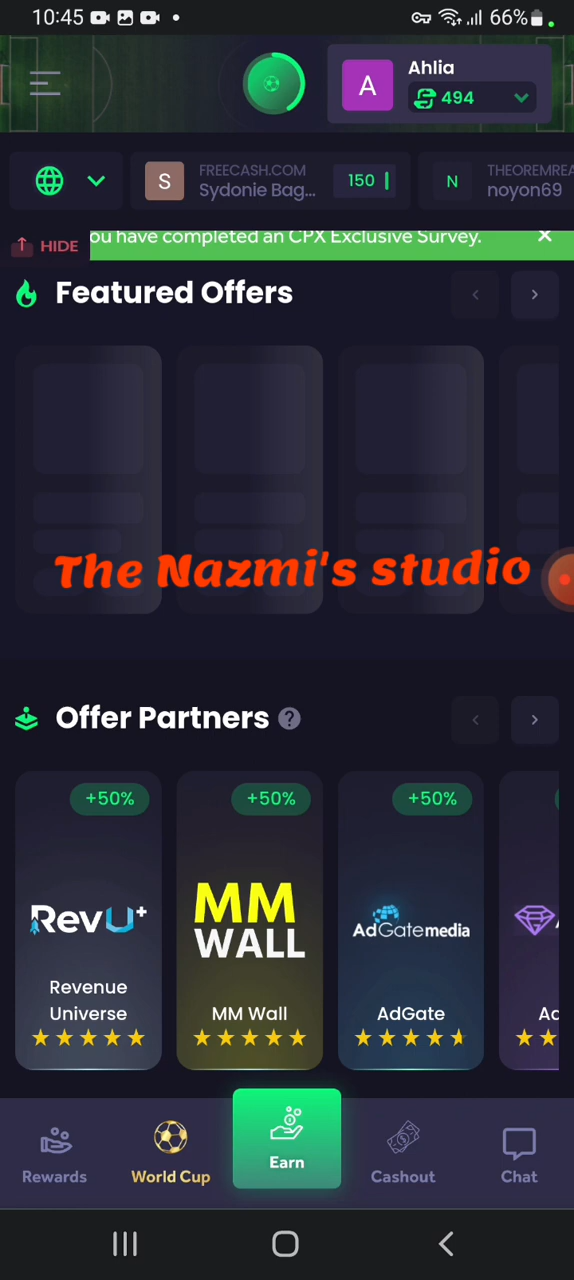 10:45
66%
A
Ahlia
494
S
FREECASH.COM
Sydonie Bag...
150
N
THEOREMREA
noyon69
HIDE
ou have completed an CPX Exclusive Survey.
Featured Offers
The Nazmi's studio
Offer Partners ?
+50%
+50%
+50%
RevU+
MM
WALL
AdGatemedia
Revenue
Universe
MM Wall
AdGate
Ad
Rewards
World Cup
Earn
Cashout
Chat